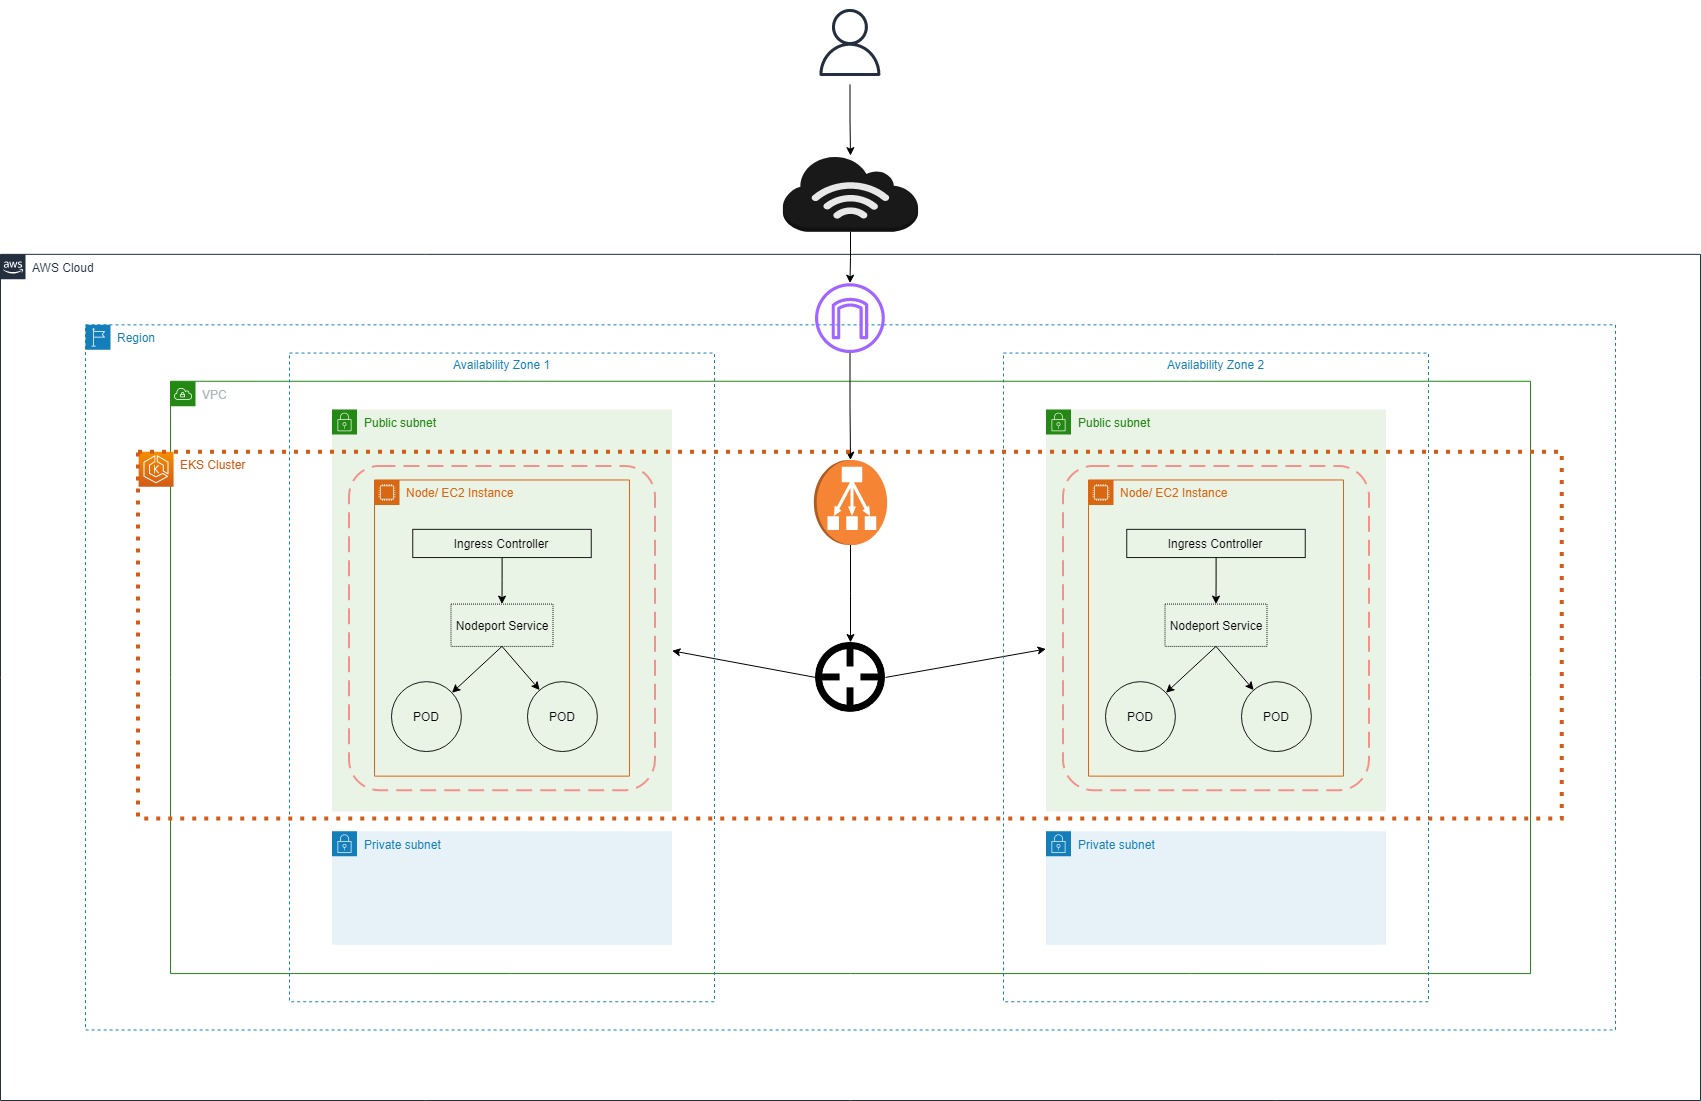 aws
AWS Cloud
Region
Availability Zone 1
Availability Zone 2
VPC
Public subnet
Public subnet
K
EKS Cluster
Node/ EC2 Instance
Node/ EC2 Instance
Ingress Controller
Ingress Controller
Nodeport Service
Nodeport Service
POD
POD
POD
POD
Private subnet
Private subnet